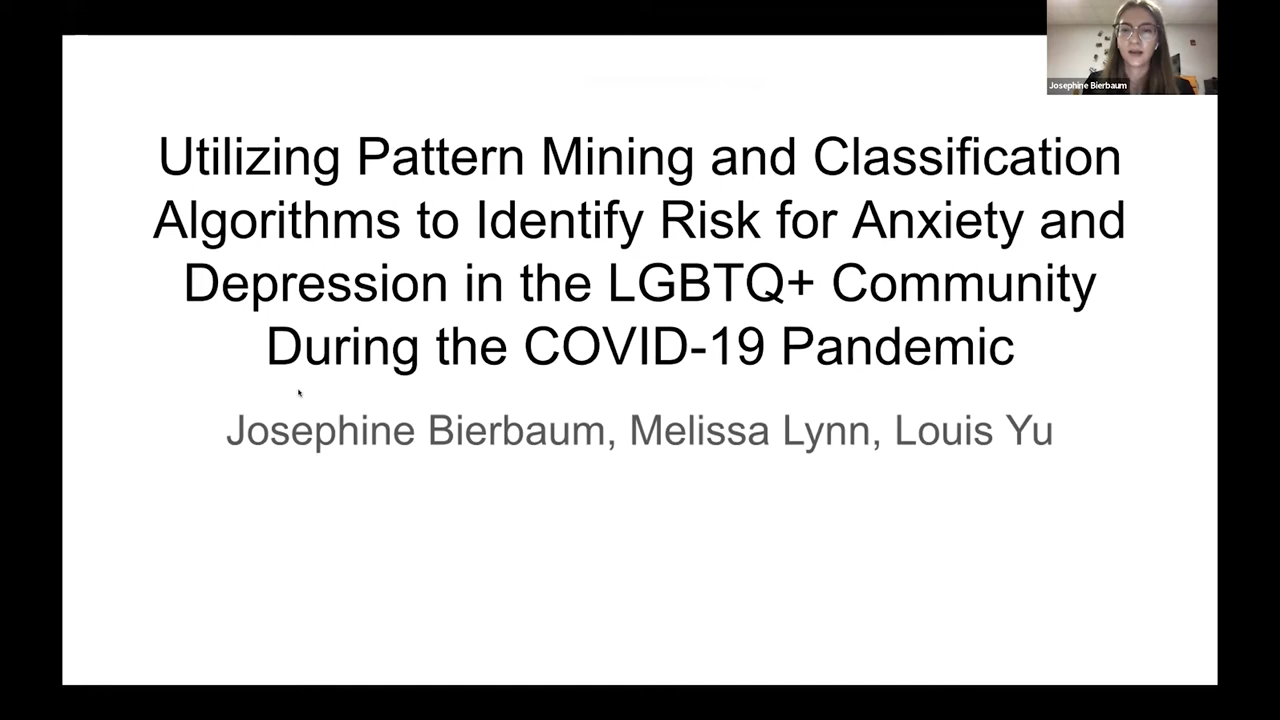 Josephine Bierbaum
Utilizing Pattern Mining and Classification
Algorithms to Identify Risk for Anxiety and
Depression in the LGBTQ+ Community
During the COVID-19 Pandemic
Josephine Bierbaum, Melissa Lynn, Louis Yu